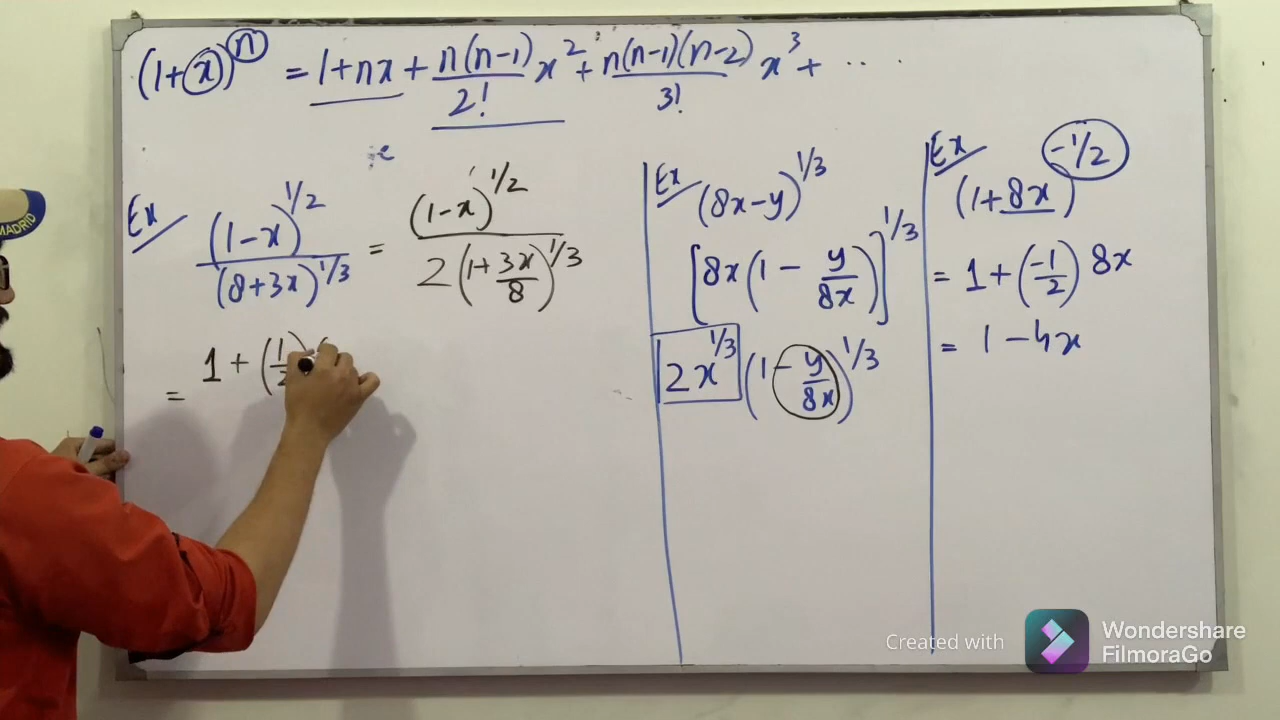 (1+x)^n = 1+nx + n(n-1)/2! x^2 + n(n-1)(n-2)/3! x^3 + ....
Ex (1-x)^1/2 / (8+3x)^1/3 = (1-x)^1/2 / 2(1+3x/8)^1/3
= 1 + (1/2
Ex (8x-y)^1/3
[8x(1 - y/8x)]^1/3
2x^1/3 (1 - y/8x)^1/3
Ex (1+8x)^-1/2
= 1 + (-1/2) 8x
= 1 - 4x
MADRID
Created with Wondershare FilmoraGo